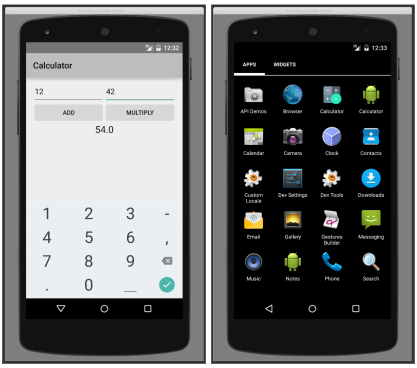 12:32
Calculator
12 42
ADD MULTIPLY
54.0
1 2 3 -
4 5 6 ,
7 8 9
. 0 _
12:33
APPS WIDGETS
API Demos Browser Calculator Calculator
Calendar Camera Clock Contacts
Custom Locale Dev Settings Dev Tools Downloads
Email Gallery Gestures Builder Messaging
Music Notes Phone Search